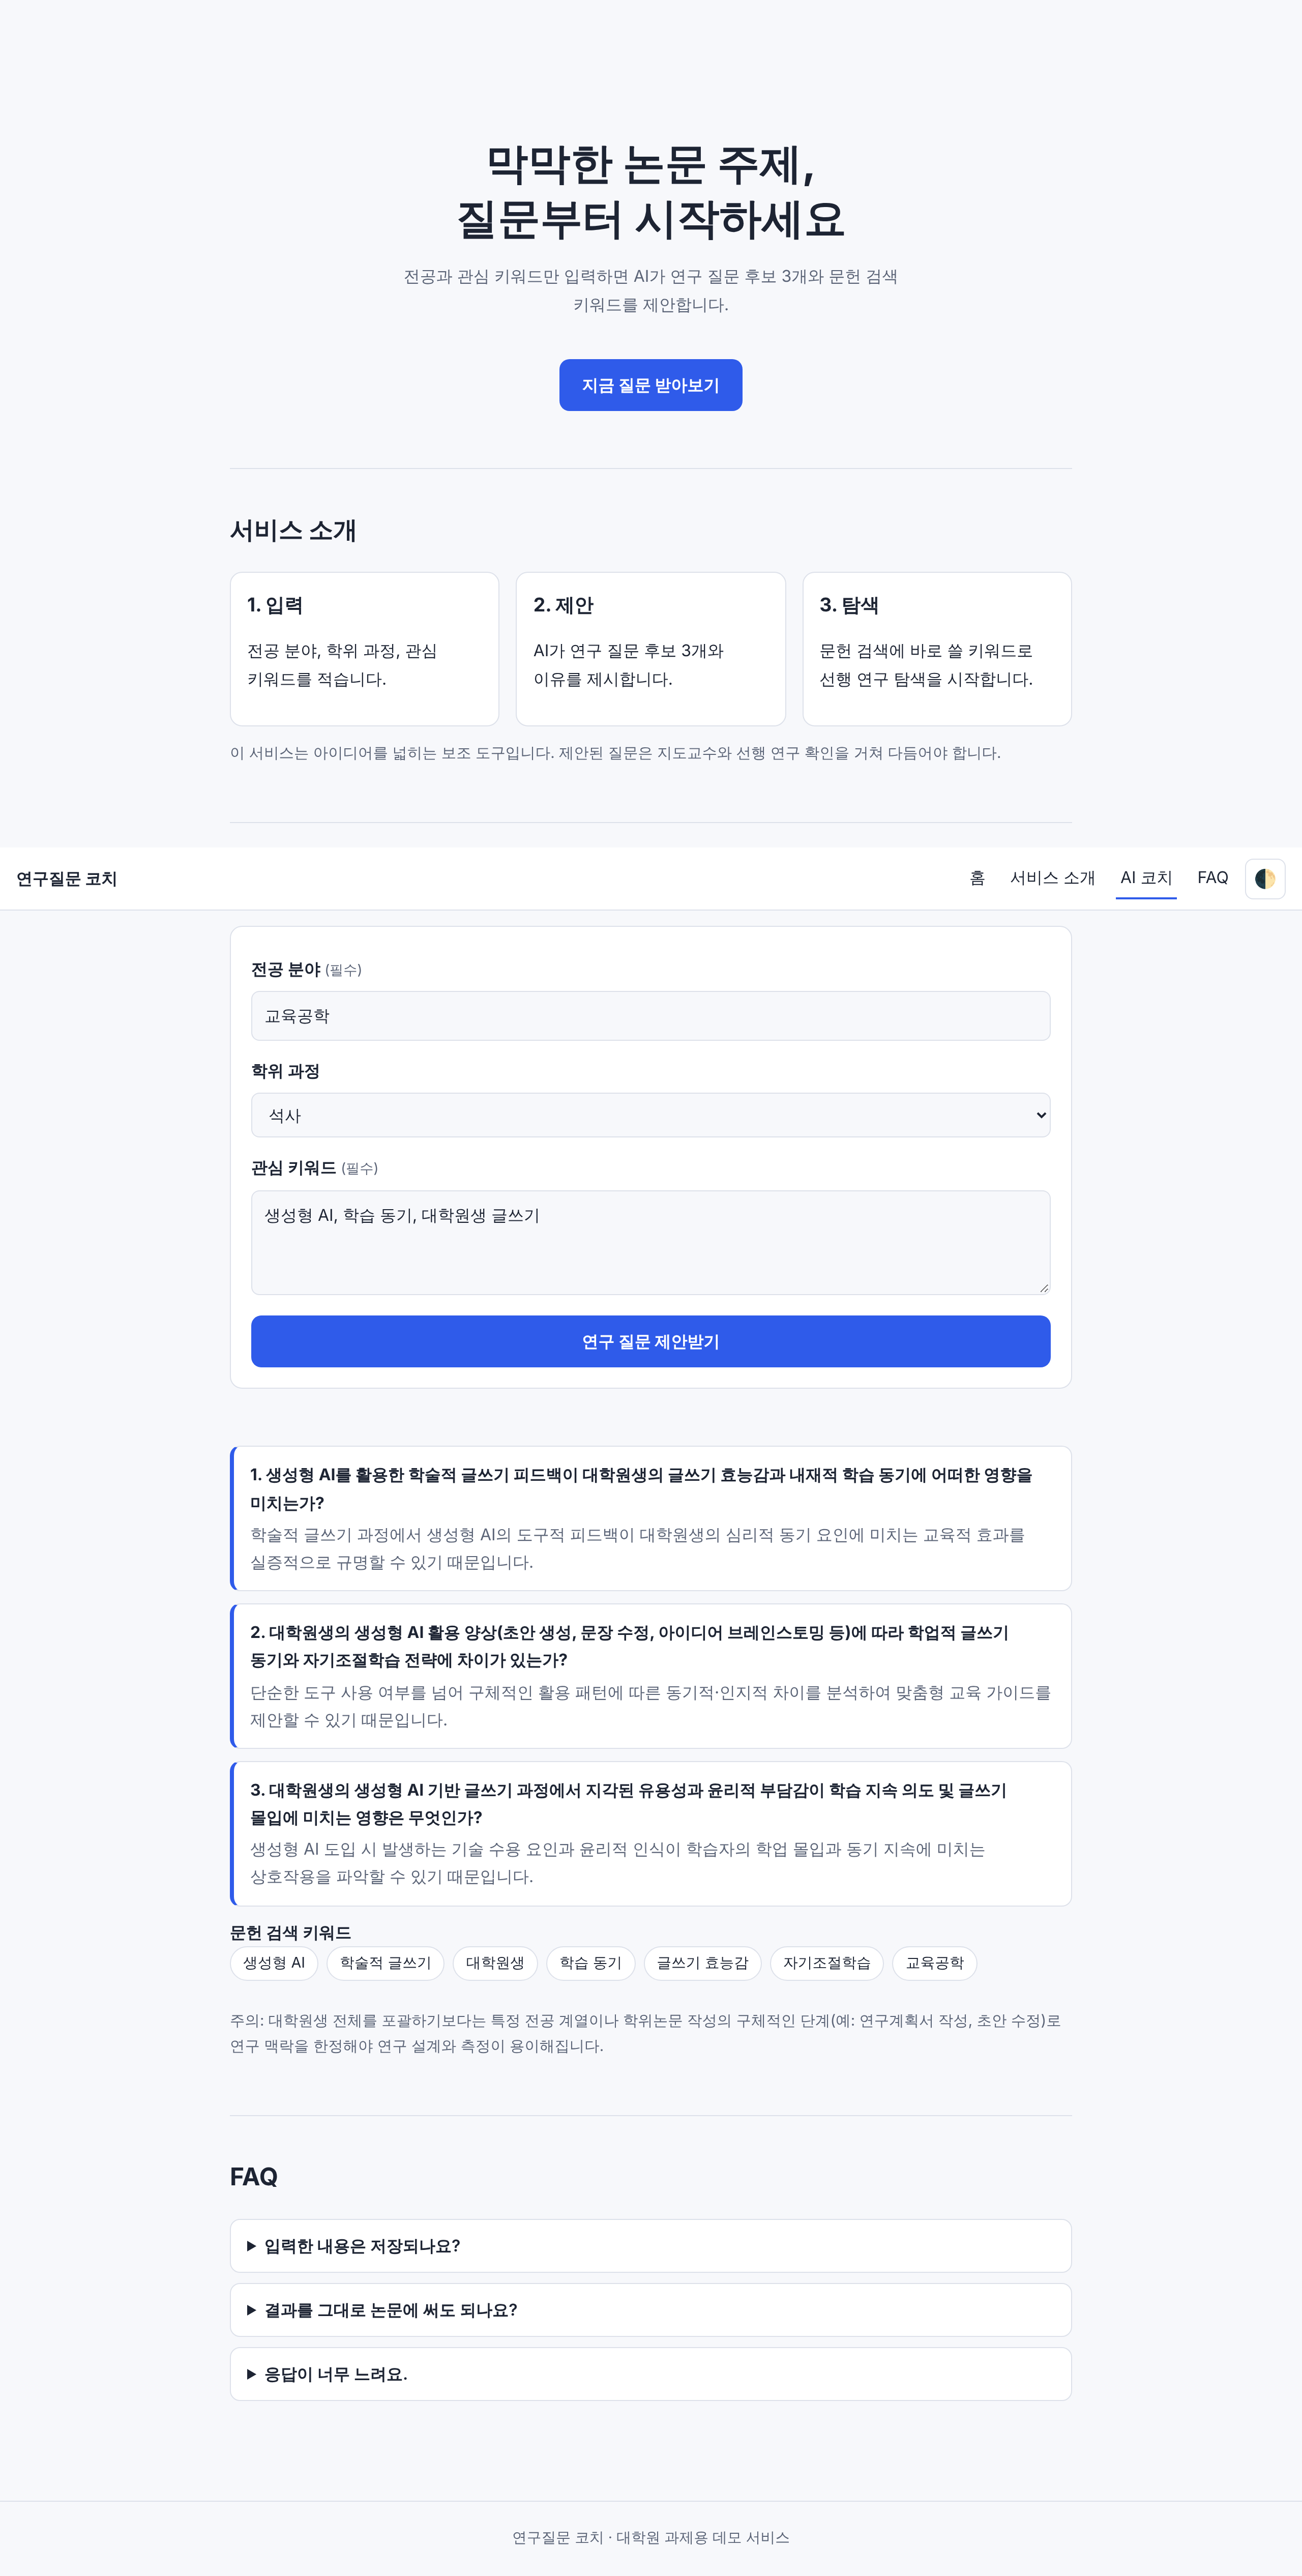 막막한 논문 주제,
질문부터 시작하세요
전공과 관심 키워드만 입력하면 AI가 연구 질문 후보 3개와 문헌 검색
키워드를 제안합니다.
지금 질문 받아보기
서비스 소개
1. 입력
전공 분야, 학위 과정, 관심
키워드를 적습니다.
2. 제안
AI가 연구 질문 후보 3개와
이유를 제시합니다.
3. 탐색
문헌 검색에 바로 쓸 키워드로
선행 연구 탐색을 시작합니다.
이 서비스는 아이디어를 넓히는 보조 도구입니다. 제안된 질문은 지도교수와 선행 연구 확인을 거쳐 다듬어야 합니다.
연구질문 코치
홈 서비스 소개 AI 코치 FAQ
전공 분야 (필수)
교육공학
학위 과정
석사
관심 키워드 (필수)
생성형 AI, 학습 동기, 대학원생 글쓰기
연구 질문 제안받기
1. 생성형 AI를 활용한 학술적 글쓰기 피드백이 대학원생의 글쓰기 효능감과 내재적 학습 동기에 어떠한 영향을
미치는가?
학술적 글쓰기 과정에서 생성형 AI의 도구적 피드백이 대학원생의 심리적 동기 요인에 미치는 교육적 효과를
실증적으로 규명할 수 있기 때문입니다.
2. 대학원생의 생성형 AI 활용 양상(초안 생성, 문장 수정, 아이디어 브레인스토밍 등)에 따라 학업적 글쓰기
동기와 자기조절학습 전략에 차이가 있는가?
단순한 도구 사용 여부를 넘어 구체적인 활용 패턴에 따른 동기적·인지적 차이를 분석하여 맞춤형 교육 가이드를
제안할 수 있기 때문입니다.
3. 대학원생의 생성형 AI 기반 글쓰기 과정에서 지각된 유용성과 윤리적 부담감이 학습 지속 의도 및 글쓰기
몰입에 미치는 영향은 무엇인가?
생성형 AI 도입 시 발생하는 기술 수용 요인과 윤리적 인식이 학습자의 학업 몰입과 동기 지속에 미치는
상호작용을 파악할 수 있기 때문입니다.
문헌 검색 키워드
생성형 AI 학술적 글쓰기 대학원생 학습 동기 글쓰기 효능감 자기조절학습 교육공학
주의: 대학원생 전체를 포괄하기보다는 특정 전공 계열이나 학위논문 작성의 구체적인 단계(예: 연구계획서 작성, 초안 수정)로
연구 맥락을 한정해야 연구 설계와 측정이 용이해집니다.
FAQ
입력한 내용은 저장되나요?
결과를 그대로 논문에 써도 되나요?
응답이 너무 느려요.
연구질문 코치 · 대학원 과제용 데모 서비스